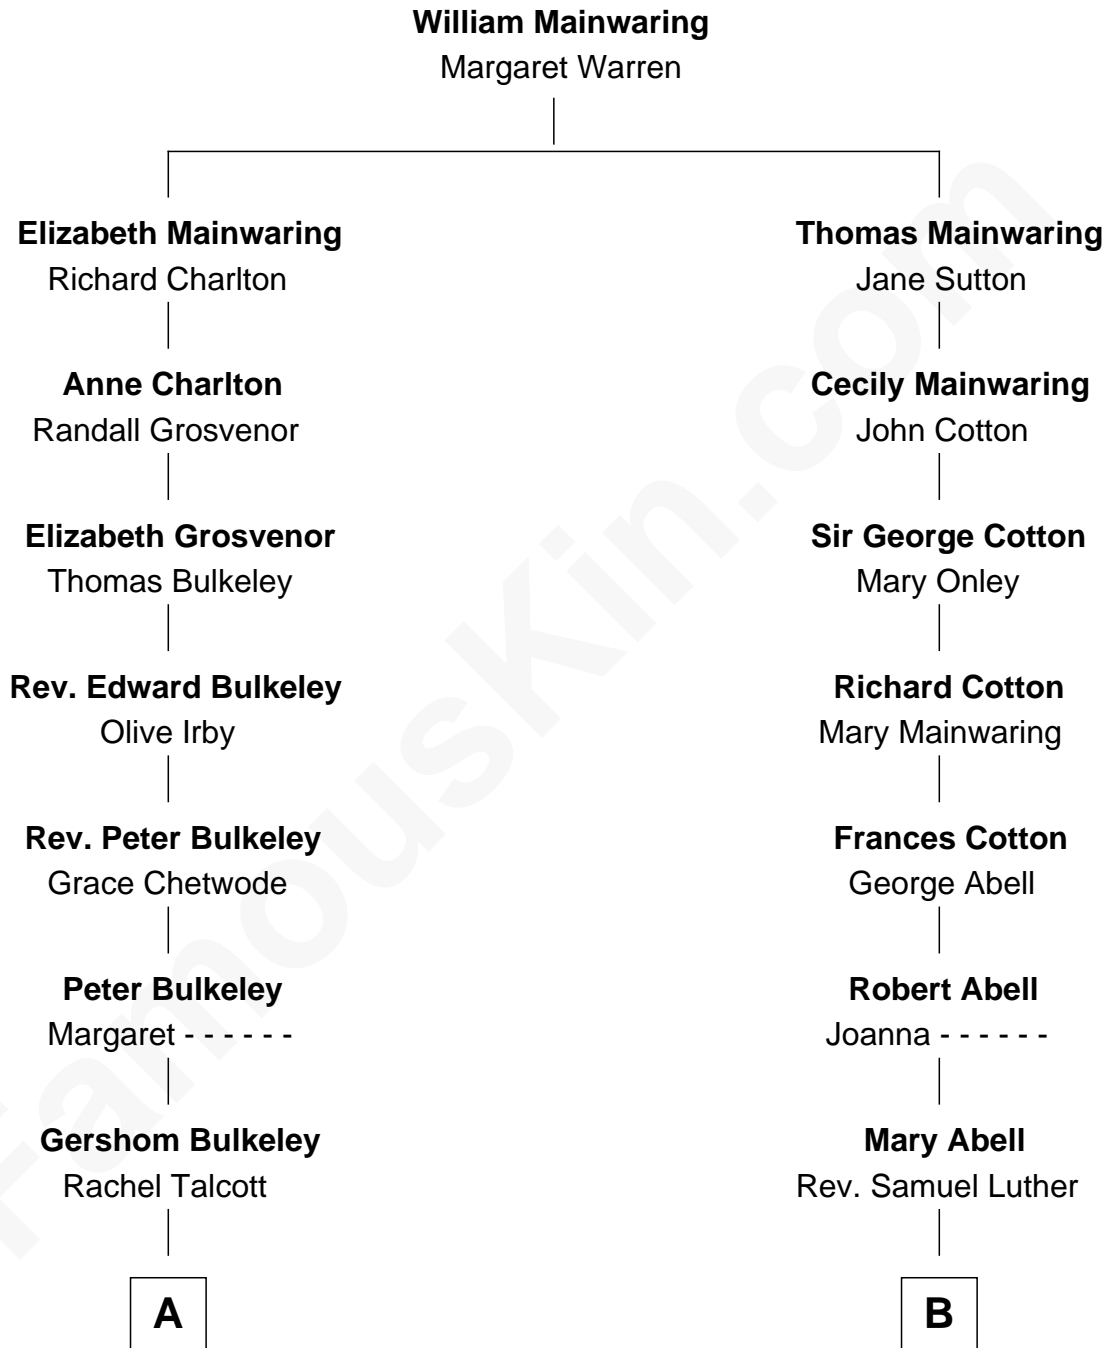 William Mainwaring
Margaret Warren
Elizabeth Mainwaring
Richard Charlton
Anne Charlton
Randall Grosvenor
Elizabeth Grosvenor
Thomas Bulkeley
Rev. Edward Bulkeley
Olive Irby
Rev. Peter Bulkeley
Grace Chetwode
Peter Bulkeley
Margaret - - - - - -
Gershom Bulkeley
Rachel Talcott
A
Thomas Mainwaring
Jane Sutton
Cecily Mainwaring
John Cotton
Sir George Cotton
Mary Onley
Richard Cotton
Mary Mainwaring
Frances Cotton
George Abell
Robert Abell
Joanna - - - - - -
Mary Abell
Rev. Samuel Luther
B
FamousKin.com